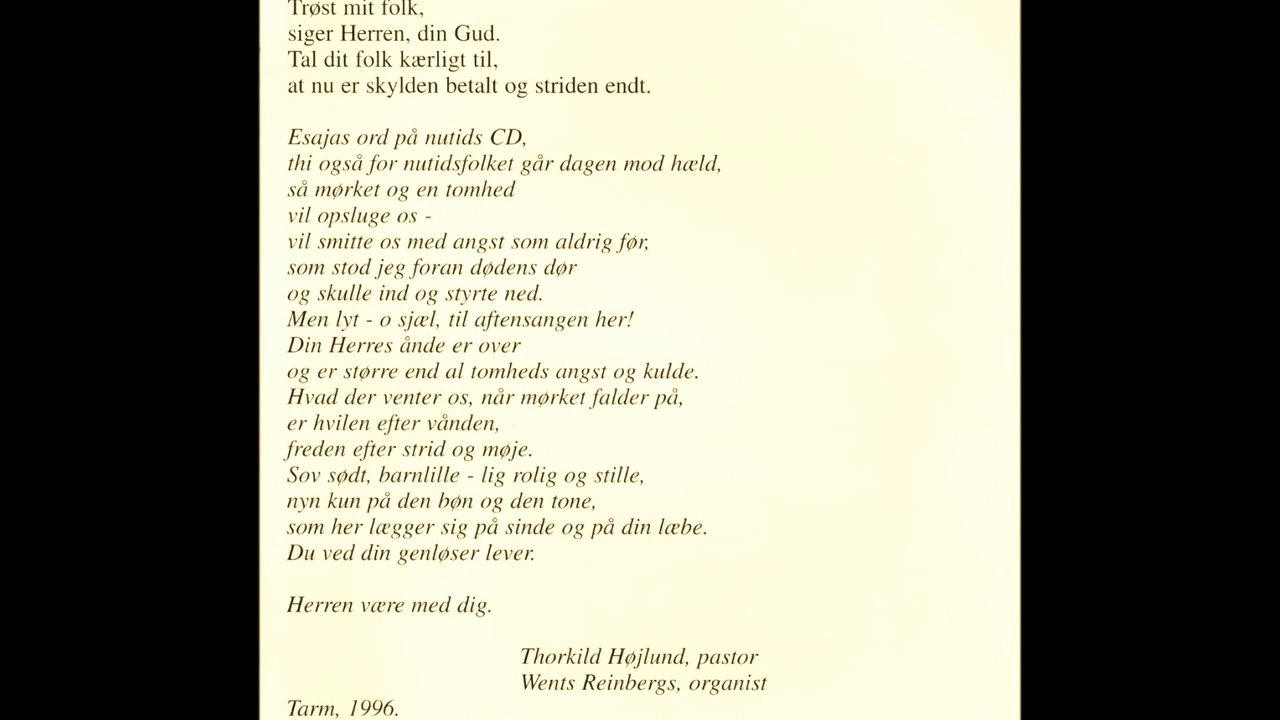 Trøst mit folk,
siger Herren, din Gud.
Tal dit folk kærligt til,
at nu er skylden betalt og striden endt.
Esajas ord på nutids CD,
thi også for nutidsfolket går dagen mod hæld,
så mørket og en tomhed
vil opsluge os -
vil smitte os med angst som aldrig før,
som stod jeg foran dødens dør
og skulle ind og styrte ned.
Men lyt - o sjæl, til aftensangen her!
Din Herres ånde er over
og er større end al tomheds angst og kulde.
Hvad der venter os, når mørket falder på,
er hvilen efter vånden,
freden efter strid og møje.
Sov sødt, barnlille - lig rolig og stille,
nyn kun på den bøn og den tone,
som her lægger sig på sinde og på din læbe.
Du ved din genløser lever.
Herren være med dig.
Thorkild Højlund, pastor
Wents Reinbergs, organist
Tarm, 1996.